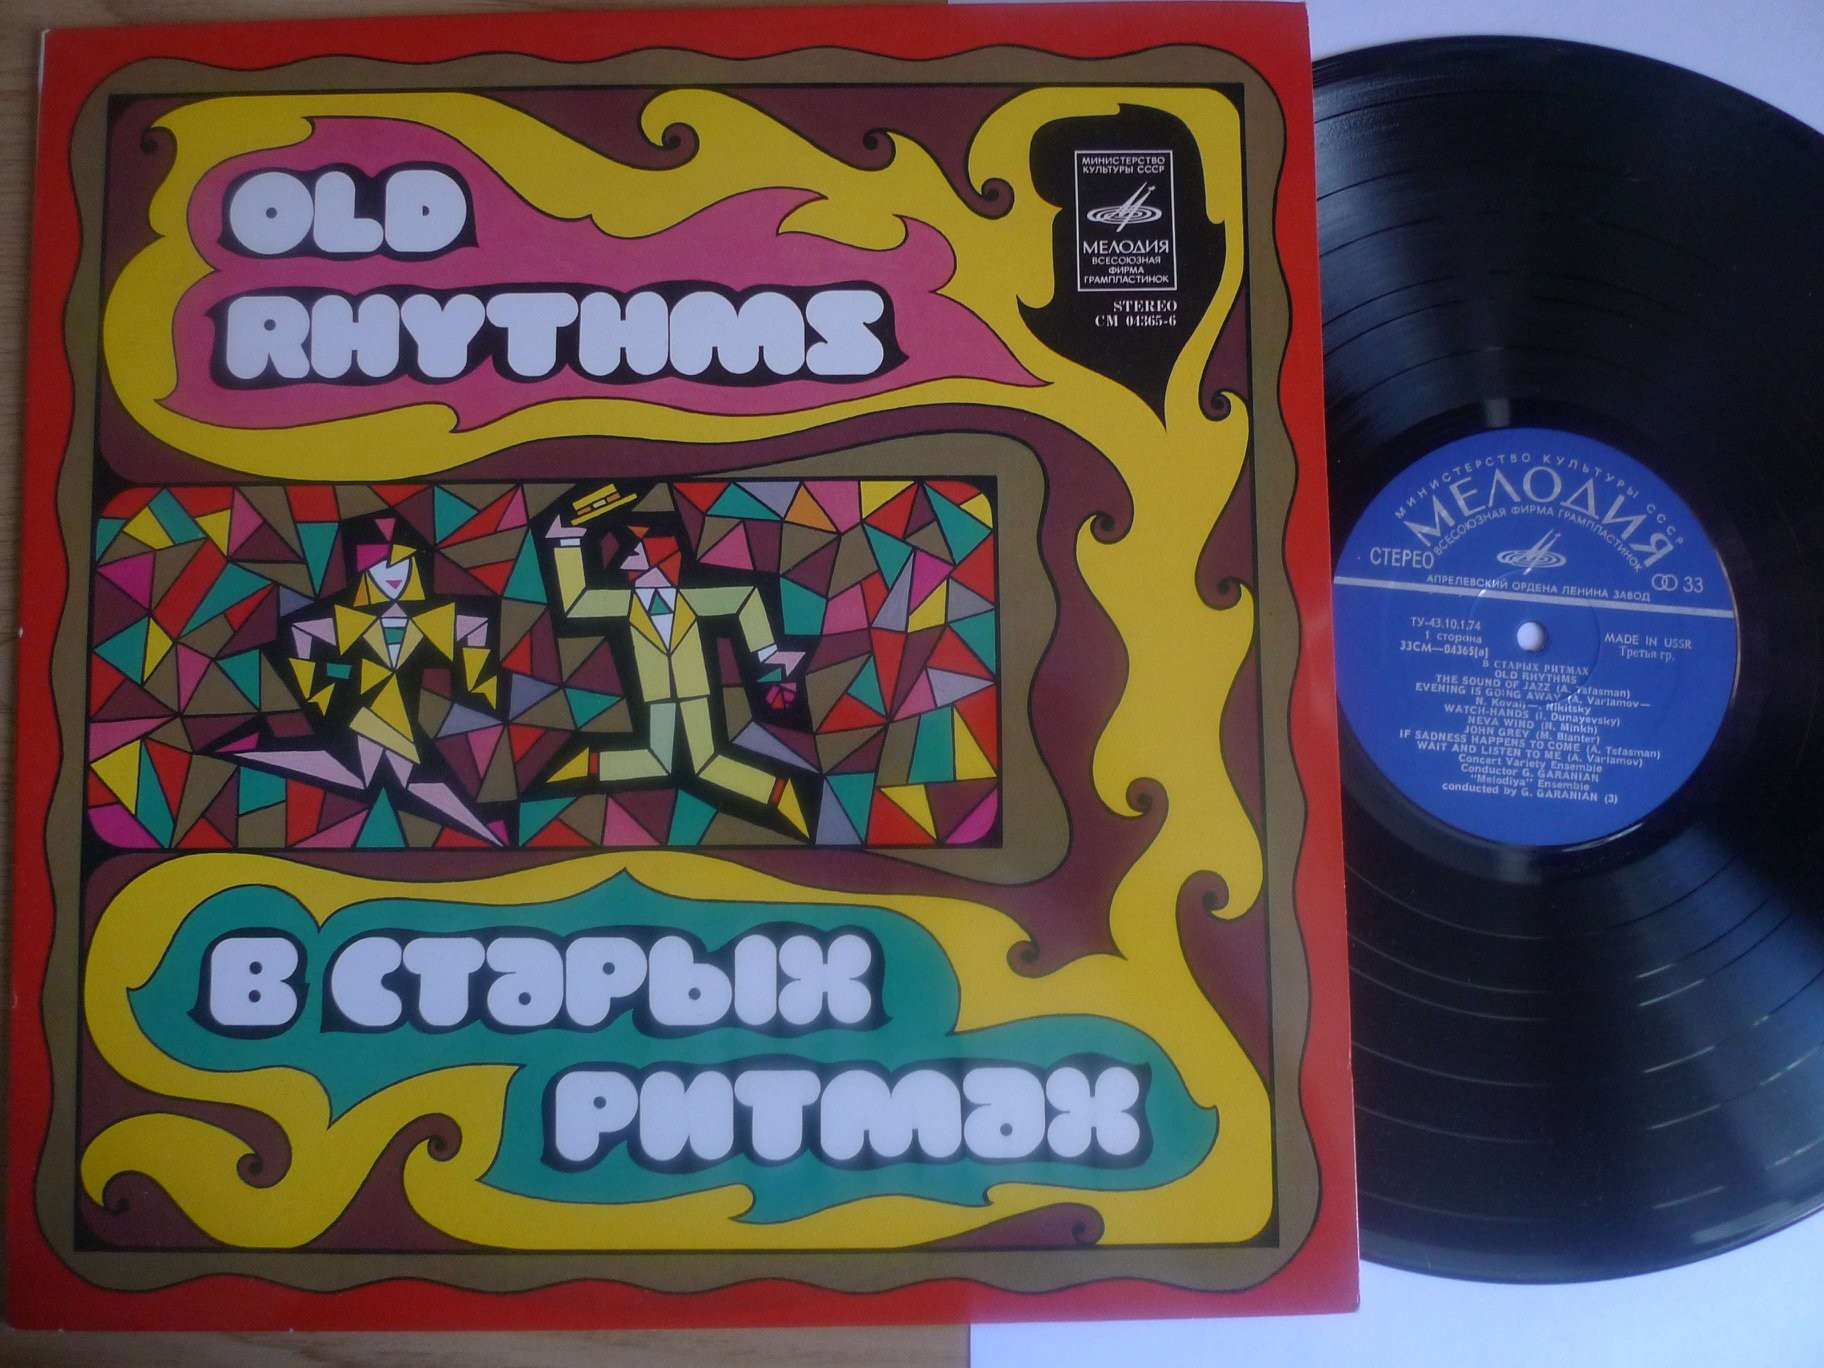 OLD
RHYTHMS
МИНИСТЕРСТВО
КУЛЬТУРЫ СССР
МЕЛОДИЯ
ВСЕСОЮЗНАЯ
ФИРМА
ГРАМПЛАСТИНОК
STEREO
СМ 04365-6
В СТАРЫХ
РИТМАХ
МИНИСТЕРСТВО КУЛЬТУРЫ СССР
МЕЛОДИЯ
ВСЕСОЮЗНАЯ ФИРМА ГРАМПЛАСТИНОК
СТЕРЕО
33
АПРЕЛЕВСКИЙ ОРДЕНА ЛЕНИНА ЗАВОД
ТУ-43.10.1.74
1 сторона
33СМ—04365[а]
MADE IN USSR
Третья гр.
В СТАРЫХ РИТМАХ
OLD RHYTHMS
THE SOUND OF JAZZ (A. Tsfasman)
EVENING IS GOING AWAY (A. Varlamov—
N. Koval)— Nikitsky
WATCH-HANDS (I. Dunayevsky)
NEVA WIND (N. Minkh)
JOHN GREY (M. Blanter)
IF SADNESS HAPPENS TO COME (A. Tsfasman)
WAIT AND LISTEN TO ME (A. Varlamov)
Concert Variety Ensemble
Conductor G. GARANIAN
"Melodiya" Ensemble
conducted by G. GARANIAN (3)